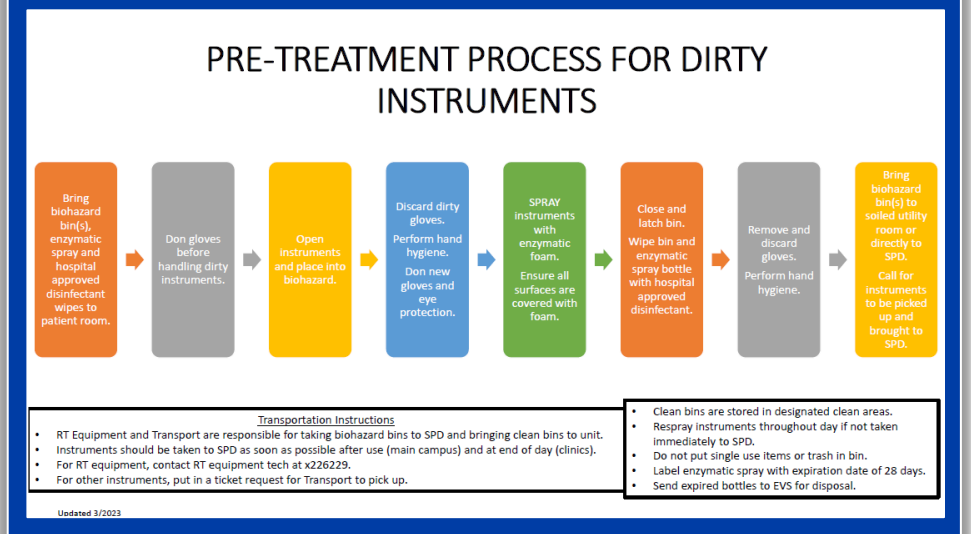 PRE-TREATMENT PROCESS FOR DIRTY
INSTRUMENTS
Bring
biohazard
bin(s),
enzymatic
spray and
hospital
approved
disinfectant
wipes to
patient room.
Don gloves
before
handling dirty
instruments.
Open
instruments
and place into
biohazard.
Discard dirty
gloves.
Perform hand
hygiene.
Don new
gloves and
eye
protection.
SPRAY
instruments
with
enzymatic
foam.
Ensure all
surfaces are
covered with
foam.
Close and
latch bin.
Wipe bin and
enzymatic
spray bottle
with hospital
approved
disinfectant.
Remove and
discard
gloves.
Perform hand
hygiene.
Bring
biohazard
bin(s) to
soiled utility
room or
directly to
SPD.
Call for
instruments
to be picked
up and
brought to
SPD.
Transportation Instructions
• RT Equipment and Transport are responsible for taking biohazard bins to SPD and bringing clean bins to unit.
• Instruments should be taken to SPD as soon as possible after use (main campus) and at end of day (clinics).
• For RT equipment, contact RT equipment tech at x226229.
• For other instruments, put in a ticket request for Transport to pick up.
• Clean bins are stored in designated clean areas.
• Respray instruments throughout day if not taken
immediately to SPD.
• Do not put single use items or trash in bin.
• Label enzymatic spray with expiration date of 28 days.
• Send expired bottles to EVS for disposal.
Updated 3/2023